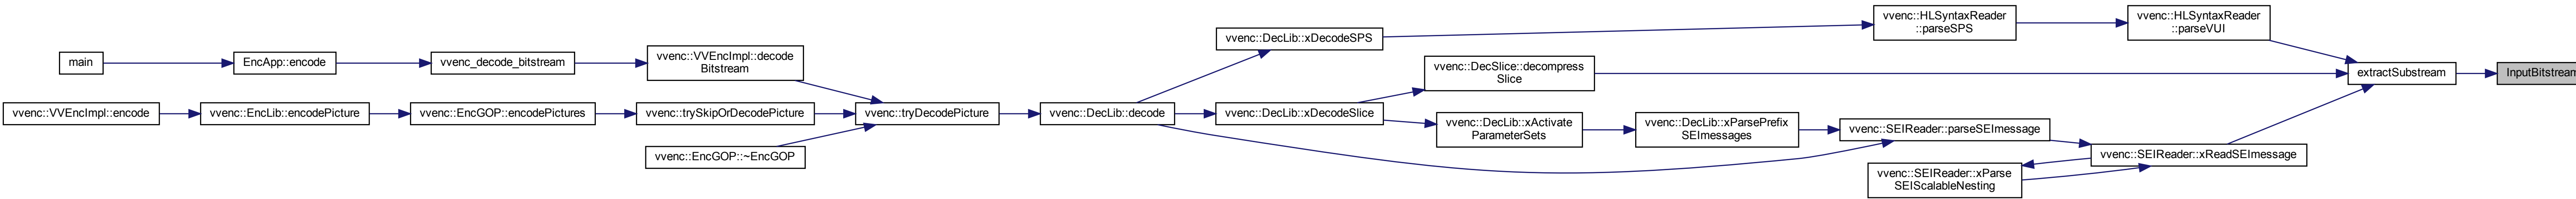 main
EncApp::encode
vvenc_decode_bitstream
vvenc::VVEncImpl::decode
Bitstream
vvenc::VVEncImpl::encode
vvenc::EncLib::encodePicture
vvenc::EncGOP::encodePictures
vvenc::trySkipOrDecodePicture
vvenc::EncGOP::~EncGOP
vvenc::tryDecodePicture
vvenc::DecLib::decode
vvenc::DecLib::xDecodeSPS
vvenc::DecLib::xDecodeSlice
vvenc::DecSlice::decompress
Slice
vvenc::DecLib::xActivate
ParameterSets
vvenc::DecLib::xParsePrefix
SEImessages
vvenc::HLSyntaxReader
::parseSPS
vvenc::SEIReader::parseSEImessage
vvenc::SEIReader::xParse
SEIScalableNesting
vvenc::HLSyntaxReader
::parseVUI
vvenc::SEIReader::xReadSEImessage
extractSubstream
InputBitstream